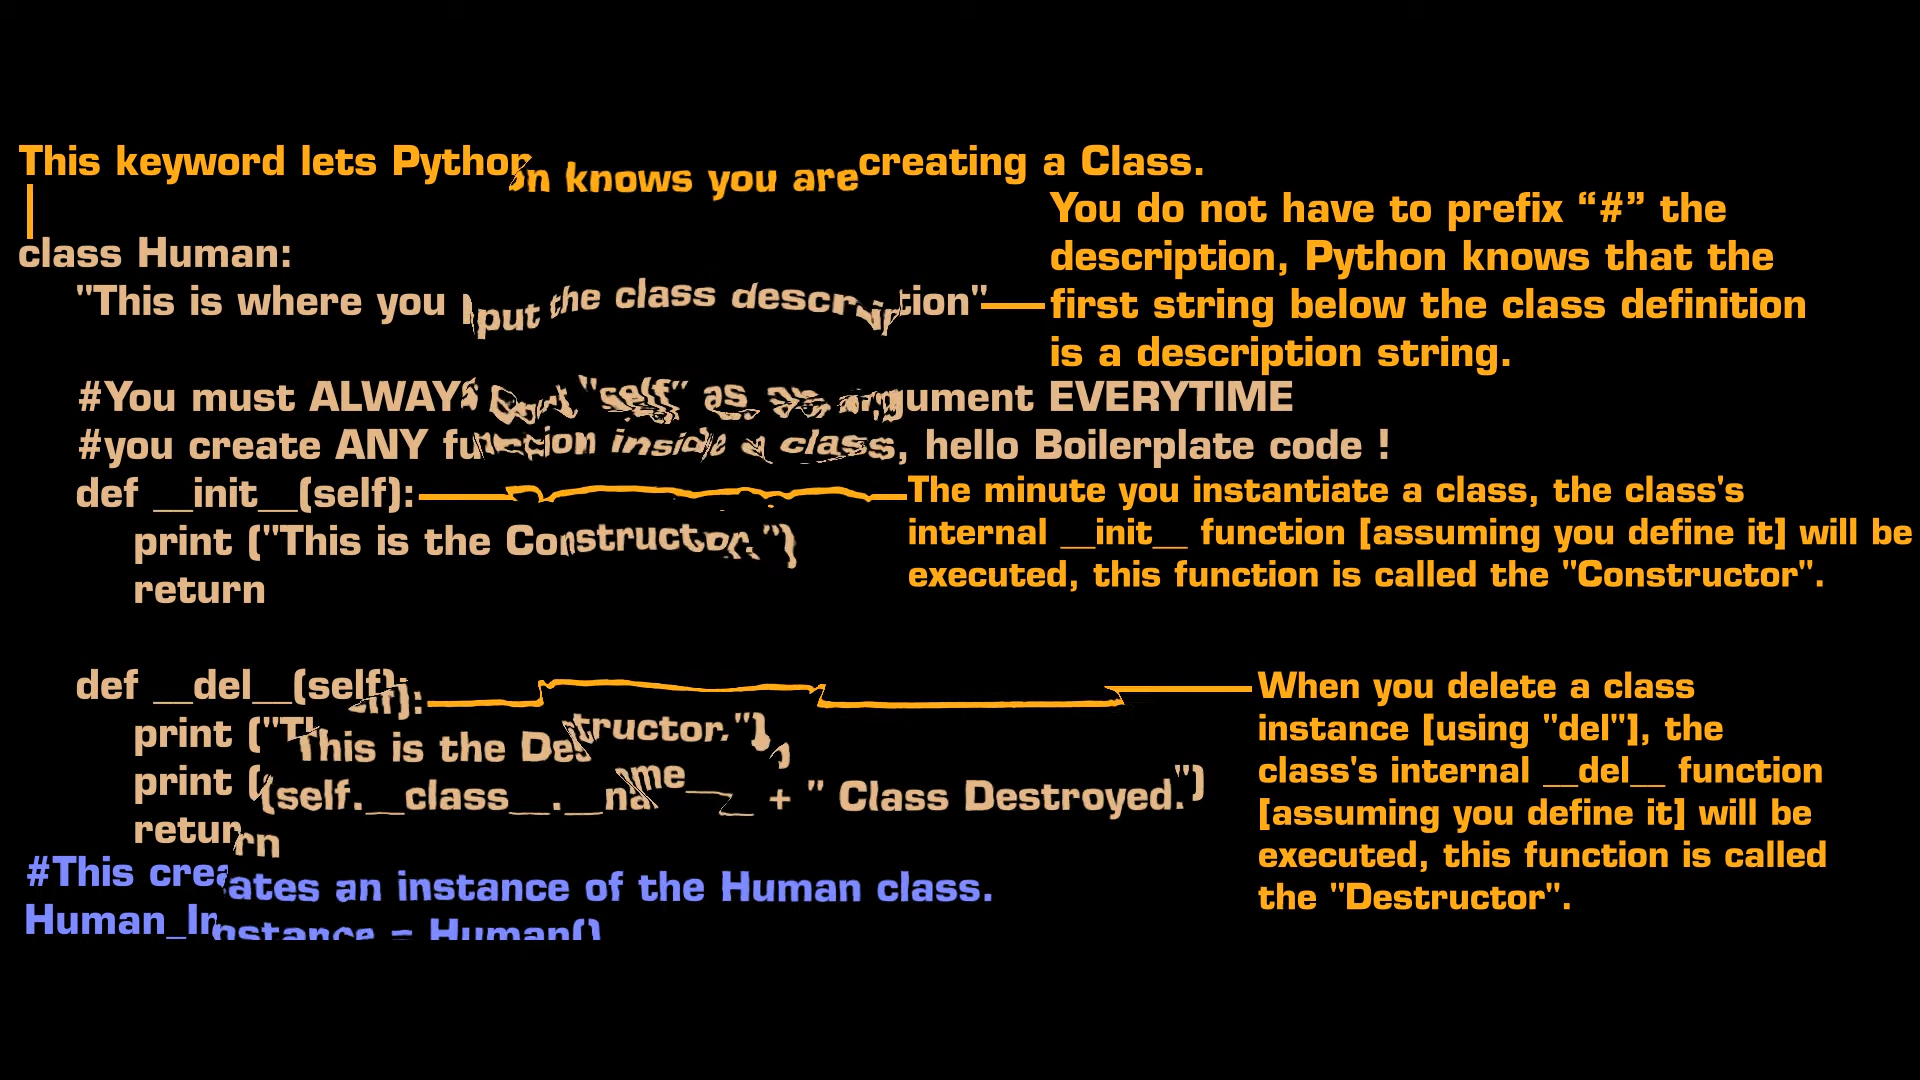 This keyword lets Python knows you are creating a Class.
class Human:
"This is where you put the class description"
You do not have to prefix “#” the
description, Python knows that the
first string below the class definition
is a description string.
#You must ALWAYS "self" as argument EVERYTIME
#you create ANY function inside a class, hello Boilerplate code !
def __init__(self):
print ("This is the Constructor.")
return
The minute you instantiate a class, the class's
internal __init__ function [assuming you define it] will be
executed, this function is called the "Constructor".
def __del__(self):
print ("This is the Destructor.")
print (self.__class__.__name__ + " Class Destroyed.")
return
When you delete a class
instance [using "del"], the
class's internal __del__ function
[assuming you define it] will be
executed, this function is called
the "Destructor".
#This creates an instance of the Human class.
Human_Instance = Human()